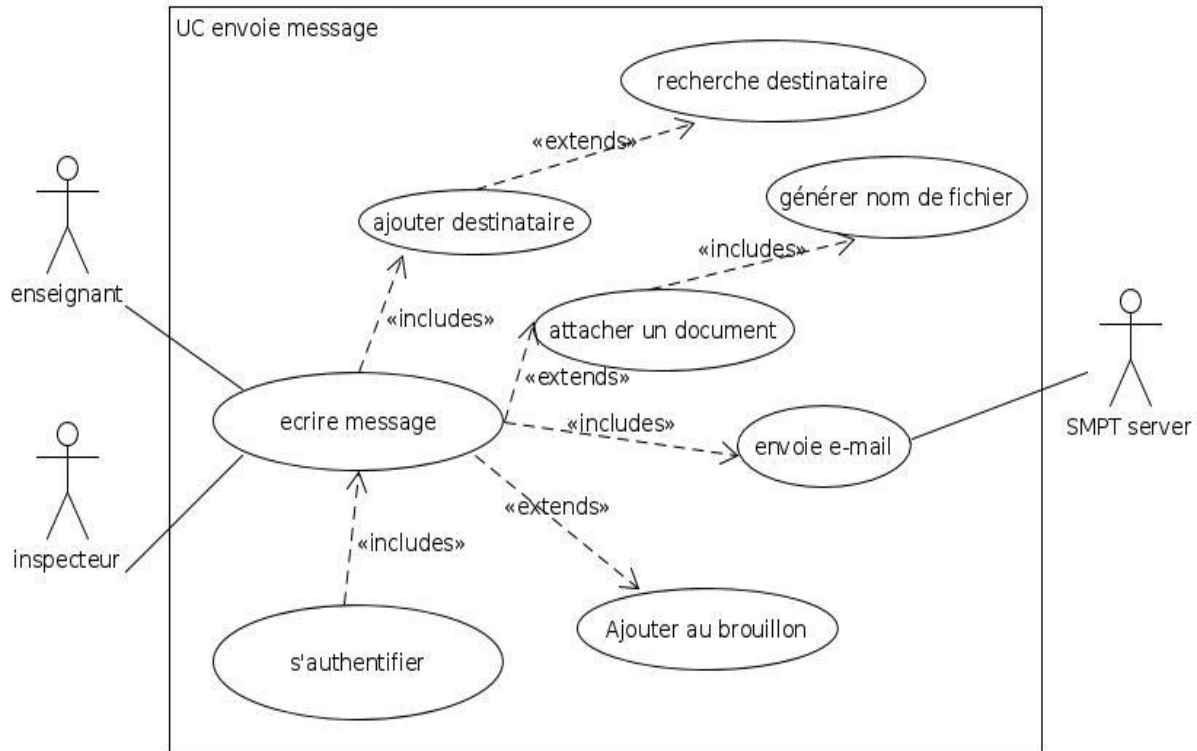 UC envoie message
recherche destinataire
«extends»
enseignant
ajouter destinataire
générer nom de fichier
«includes»
«includes»
attacher un document
«extends»
ecrire message
«includes»
envoie e-mail
SMPT server
inspecteur
«extends»
«includes»
s'authentifier
Ajouter au brouillon